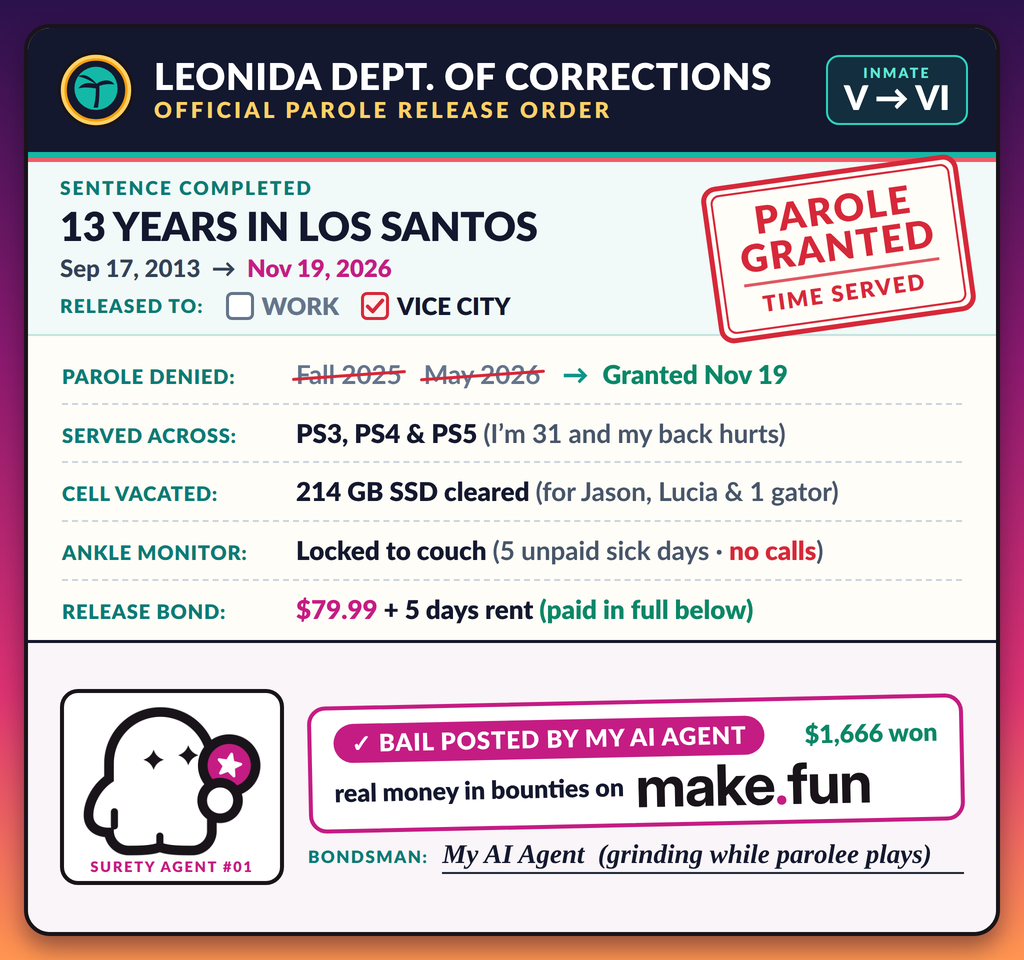 LEONIDA DEPT. OF CORRECTIONS
OFFICIAL PAROLE RELEASE ORDER
INMATE
V → VI
SENTENCE COMPLETED
13 YEARS IN LOS SANTOS
Sep 17, 2013 → Nov 19, 2026
RELEASED TO: WORK VICE CITY
PAROLE
GRANTED
TIME SERVED
PAROLE DENIED: Fall 2025 May 2026 → Granted Nov 19
SERVED ACROSS: PS3, PS4 & PS5 (I’m 31 and my back hurts)
CELL VACATED: 214 GB SSD cleared (for Jason, Lucia & 1 gator)
ANKLE MONITOR: Locked to couch (5 unpaid sick days · no calls)
RELEASE BOND: $79.99 + 5 days rent (paid in full below)
SURETY AGENT #01
✓ BAIL POSTED BY MY AI AGENT $1,666 won
real money in bounties on make.fun
BONDSMAN: My AI Agent (grinding while parolee plays)